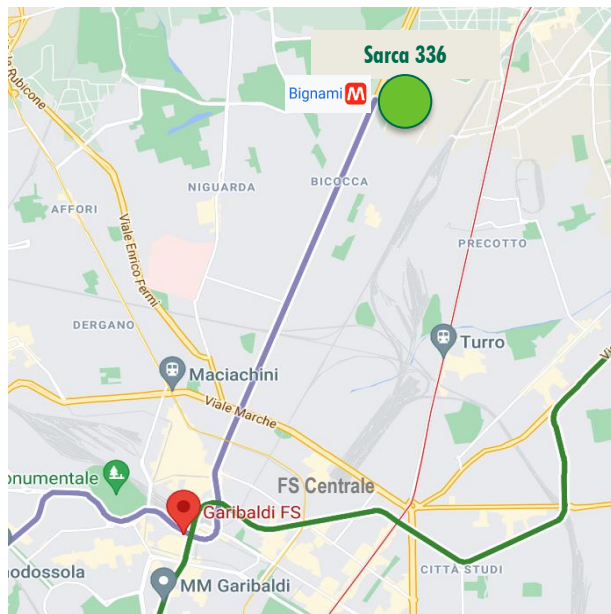 Sarca 336
Bignami M
Rubicone
NIGUARDA
BICOCCA
AFFORI
Viale Enrico Fermi
PRECOTTO
DERGANO
Turro
Maciachini
Viale Marche
onumentale
FS Centrale
Garibaldi FS
nodossola
MM Garibaldi
CITTÀ STUDI